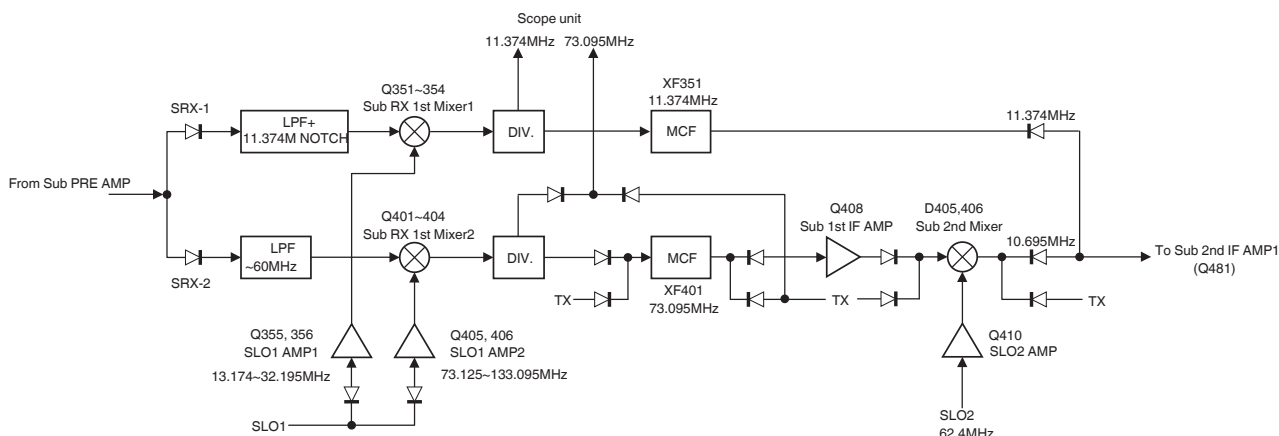 Scope unit
11.374MHz
73.095MHz
Q351~354
Sub RX 1st Mixer1
XF351
11.374MHz
SRX-1
LPF+
11.374M NOTCH
DIV.
MCF
11.374MHz
From Sub PRE AMP
Q401~404
Sub RX 1st Mixer2
Q408
Sub 1st IF AMP
D405,406
Sub 2nd Mixer
LPF
~60MHz
DIV.
MCF
10.695MHz
To Sub 2nd IF AMP1
(Q481)
SRX-2
TX
XF401
73.095MHz
TX
TX
Q355, 356
SLO1 AMP1
13.174~32.195MHz
Q405, 406
SLO1 AMP2
73.125~133.095MHz
Q410
SLO2 AMP
SLO1
SLO2
62.4MHz